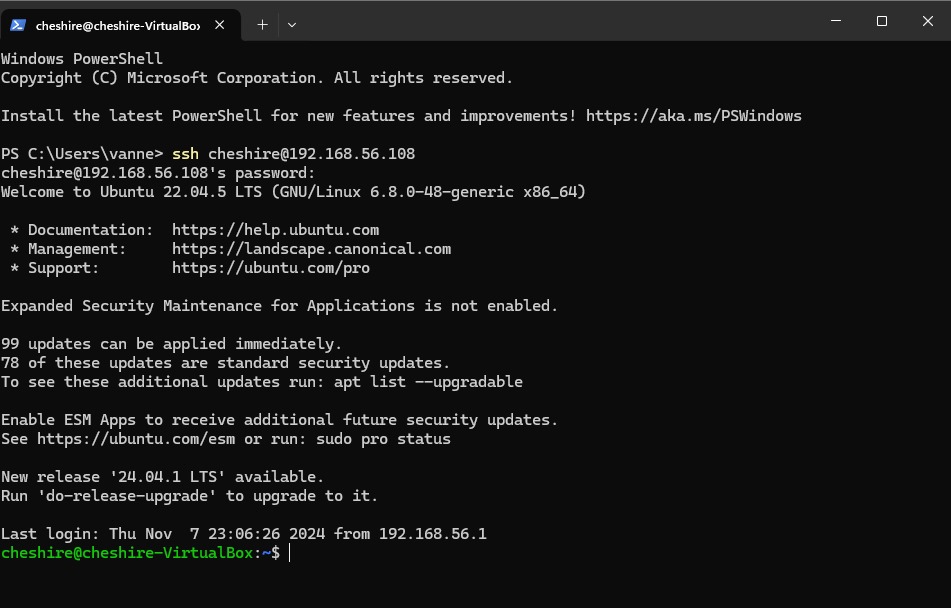 cheshire@cheshire-VirtualBox
Windows PowerShell
Copyright (C) Microsoft Corporation. All rights reserved.
Install the latest PowerShell for new features and improvements! https://aka.ms/PSWindows
PS C:\Users\vanne> ssh cheshire@192.168.56.108
cheshire@192.168.56.108's password:
Welcome to Ubuntu 22.04.5 LTS (GNU/Linux 6.8.0-48-generic x86_64)
* Documentation:  https://help.ubuntu.com
* Management:     https://landscape.canonical.com
* Support:        https://ubuntu.com/pro
Expanded Security Maintenance for Applications is not enabled.
99 updates can be applied immediately.
78 of these updates are standard security updates.
To see these additional updates run: apt list --upgradable
Enable ESM Apps to receive additional future security updates.
See https://ubuntu.com/esm or run: sudo pro status
New release '24.04.1 LTS' available.
Run 'do-release-upgrade' to upgrade to it.
Last login: Thu Nov  7 23:06:26 2024 from 192.168.56.1
cheshire@cheshire-VirtualBox:~$